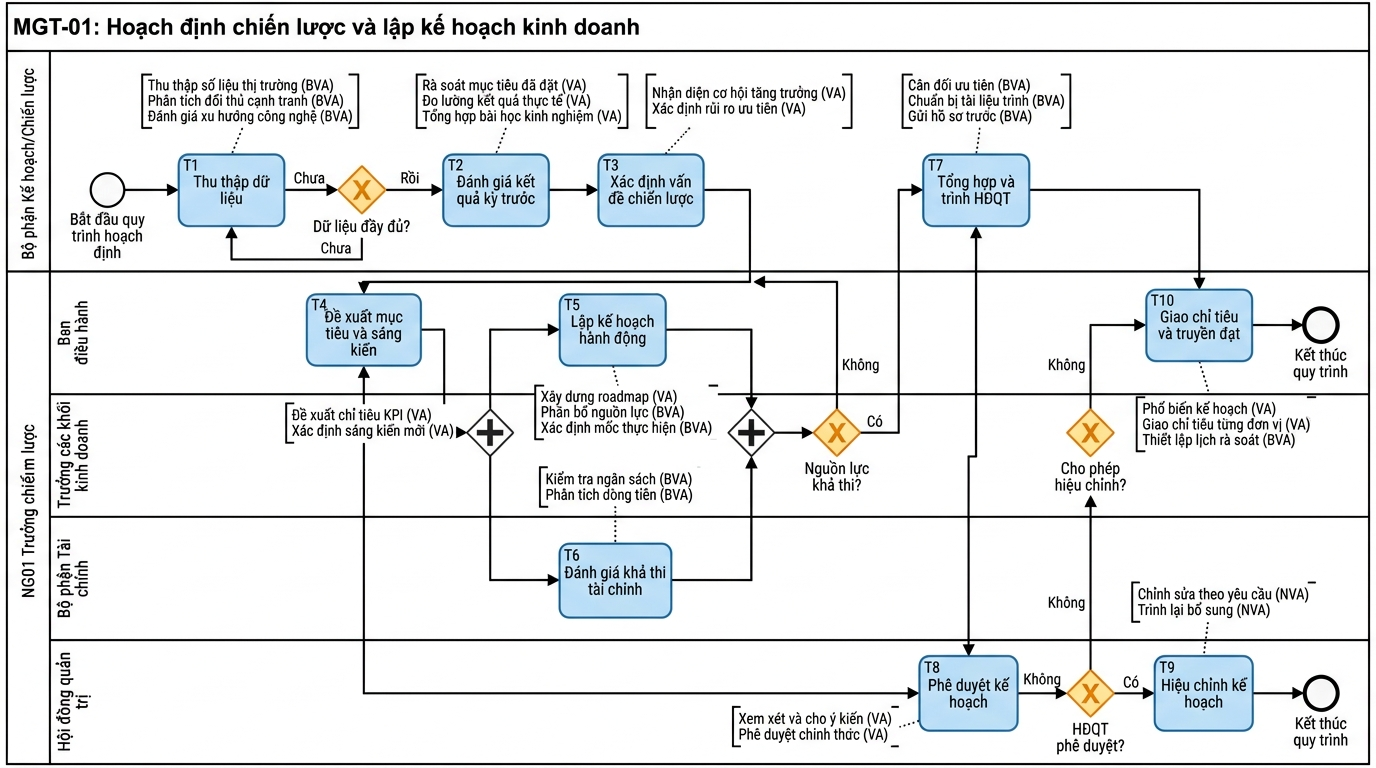 MGT-01: Hoạch định chiến lược và lập kế hoạch kinh doanh
Bộ phận Kế hoạch/Chiến lược
Thu thập số liệu thị trường (BVA)
Phân tích đối thủ cạnh tranh (BVA)
Đánh giá xu hướng công nghệ (BVA)
Rà soát mục tiêu đã đặt (VA)
Đo lường kết quả thực tế (VA)
Tổng hợp bài học kinh nghiệm (VA)
Nhận diện cơ hội tăng trưởng (VA)
Xác định rủi ro ưu tiên (VA)
Cân đối ưu tiên (BVA)
Chuẩn bị tài liệu trình (BVA)
Gửi hồ sơ trước (BVA)
Bắt đầu quy
trình hoạch
định
T1
Thu thập dữ
liệu
Chưa
X
Dữ liệu đầy đủ?
Chưa
Rồi
T2
Đánh giá kết
quả kỳ trước
T3
Xác định vấn
đề chiến lược
T7
Tổng hợp và
trình HĐQT
NG01 Trưởng chiếm lược
Ban
điều hành
T4
Đề xuất mục
tiêu và sáng
kiến
T5
Lập kế hoạch
hành động
Không
Không
T10
Giao chỉ tiêu
và truyền đạt
Kết thúc
quy trình
Trưởng các khối
kinh doanh
Đề xuất chỉ tiêu KPI (VA)
Xác định sáng kiến mới (VA)
Xây dựng roadmap (VA)
Phân bổ nguồn lực (BVA)
Xác định mốc thực hiện (BVA)
X
Có
Nguồn lực
khả thi?
X
Cho phép
hiệu chỉnh?
Phổ biến kế hoạch (VA)
Giao chỉ tiêu từng đơn vị (VA)
Thiết lập lịch rà soát (BVA)
Kiểm tra ngân sách (BVA)
Phân tích dòng tiền (BVA)
Bộ phận Tài
chính
T6
Đánh giá khả thi
tài chính
Không
Chỉnh sửa theo yêu cầu (NVA)
Trình lại bổ sung (NVA)
Hội đồng quản
trị
T8
Phê duyệt kế
hoạch
Xem xét và cho ý kiến (VA)
Phê duyệt chính thức (VA)
Không
X
HĐQT
phê duyệt?
Có
T9
Hiệu chỉnh kế
hoạch
Kết thúc
quy trình